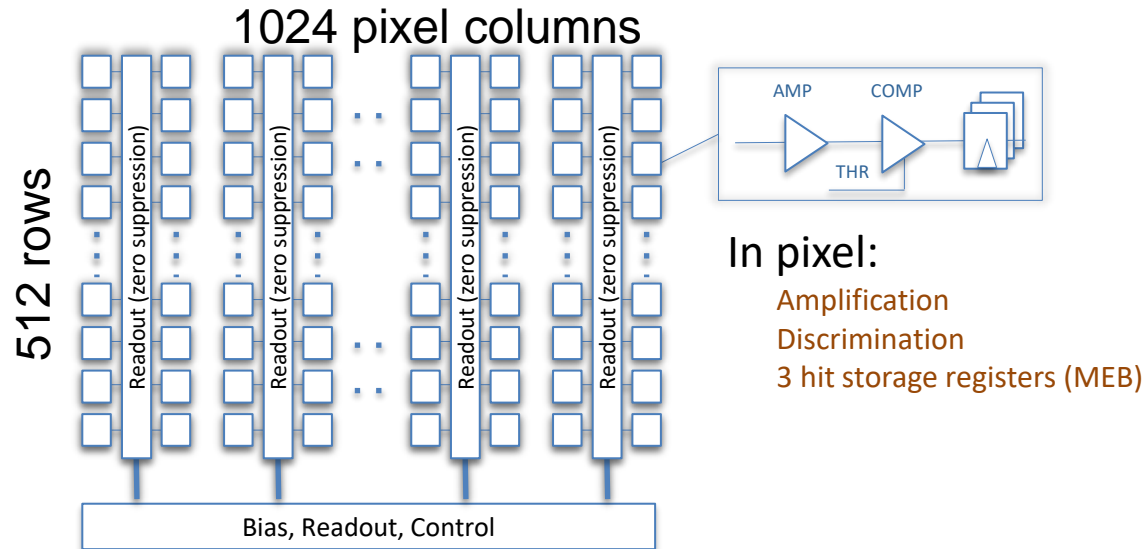 1024 pixel columns
512 rows
Readout (zero suppression)
Readout (zero suppression)
Readout (zero suppression)
Readout (zero suppression)
AMP
COMP
THR
In pixel:
Amplification
Discrimination
3 hit storage registers (MEB)
Bias, Readout, Control